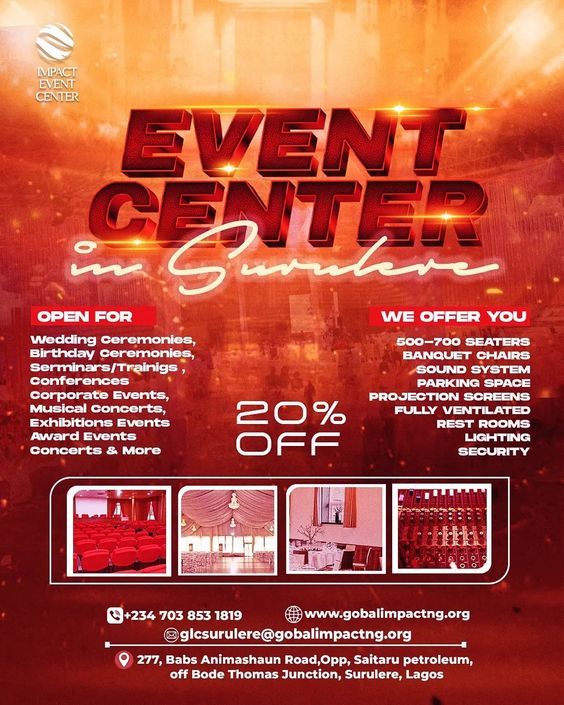 IMPACT
EVENT
CENTER
EVENT
CENTER
in Surulere
OPEN FOR
Wedding Ceremonies,
Birthday Ceremonies,
Serminars/Trainigs ,
Conferences
Corporate Events,
Musical Concerts,
Exhibitions Events
Award Events
Concerts & More
WE OFFER YOU
500-700 SEATERS
BANQUET CHAIRS
SOUND SYSTEM
PARKING SPACE
PROJECTION SCREENS
FULLY VENTILATED
REST ROOMS
LIGHTING
SECURITY
20%
OFF
+234 703 853 1819
www.gobalimpactng.org
glcsurulere@gobalimpactng.org
277, Babs Animashaun Road,Opp, Saitaru petroleum,
off Bode Thomas Junction, Surulere, Lagos